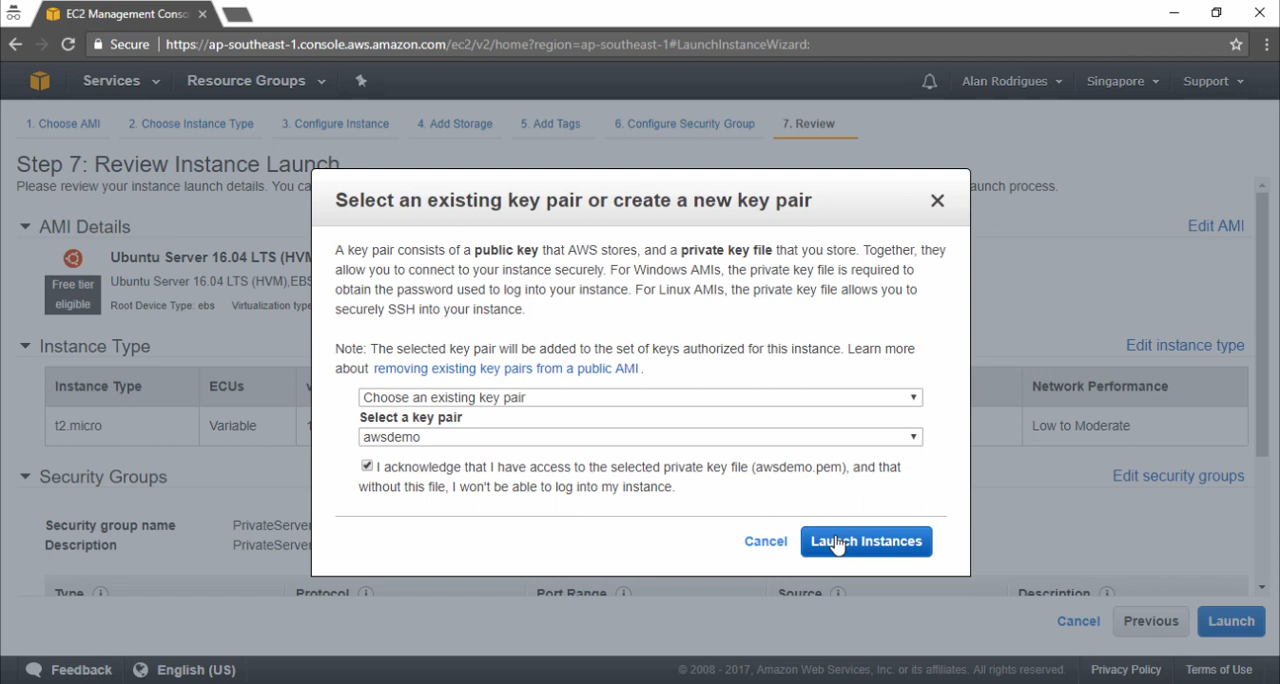 EC2 Management Conso
Secure https://ap-southeast-1.console.aws.amazon.com/ec2/v2/home?region=ap-southeast-1#LaunchInstanceWizard:
Services Resource Groups Alan Rodrigues Singapore Support
1. Choose AMI 2. Choose Instance Type 3. Configure Instance 4. Add Storage 5. Add Tags 6. Configure Security Group 7. Review
Step 7: Review Instance Launch
Please review your instance launch details. You ca
aunch process.
AMI Details
Edit AMI
Ubuntu Server 16.04 LTS (HVM
Free tier
eligible
Ubuntu Server 16.04 LTS (HVM),EBS
Root Device Type: ebs Virtualization type
Instance Type
Edit instance type
Instance Type ECUs v Network Performance
t2.micro Variable 1 Low to Moderate
Security Groups
Edit security groups
Security group name PrivateServer
Description PrivateServer
Type Protocol Port Range Source Description
Select an existing key pair or create a new key pair
A key pair consists of a public key that AWS stores, and a private key file that you store. Together, they
allow you to connect to your instance securely. For Windows AMIs, the private key file is required to
obtain the password used to log into your instance. For Linux AMIs, the private key file allows you to
securely SSH into your instance.
Note: The selected key pair will be added to the set of keys authorized for this instance. Learn more
about removing existing key pairs from a public AMI.
Choose an existing key pair
Select a key pair
awsdemo
I acknowledge that I have access to the selected private key file (awsdemo.pem), and that
without this file, I won't be able to log into my instance.
Cancel Launch Instances
Cancel Previous Launch
Feedback English (US) © 2008 - 2017, Amazon Web Services, Inc. or its affiliates. All rights reserved. Privacy Policy Terms of Use